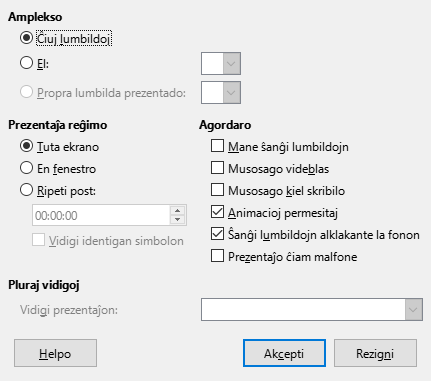 Amplekso
Ĉiuj lumbildoj
El:
Propra lumbilda prezentado:
Prezentaĵa reĝimo
Tuta ekrano
En fenestro
Ripeti post:
00:00:00
Vidigi identigan simbolon
Agordaro
Mane ŝanĝi lumbildojn
Musosago videblas
Musosago kiel skribilo
Animacioj permesitaj
Ŝanĝi lumbildojn alklakante la fonon
Prezentaĵo ĉiam malfone
Pluraj vidigoj
Vidigi prezentaĵon:
Helpo
Akcepti
Rezigni